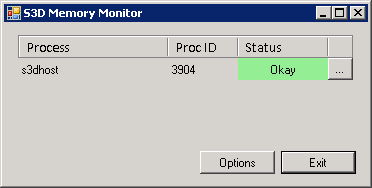 S3D Memory Monitor
Process Proc ID Status
s3dhost 3904 Okay ...
Options Exit